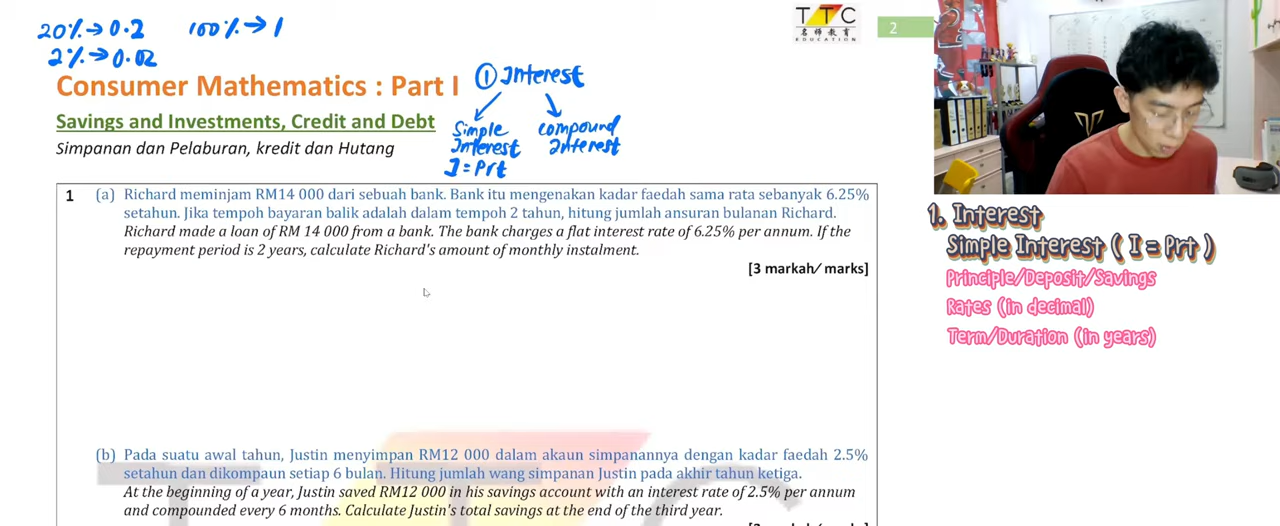 20% → 0.2 100% → 1
2% → 0.02
TTC
名師教育
EDUCATION
2
Consumer Mathematics : Part I
① Interest
Savings and Investments, Credit and Debt
Simpanan dan Pelaburan, kredit dan Hutang
Simple Interest
I = Prt
Compound Interest
1 (a) Richard meminjam RM14 000 dari sebuah bank. Bank itu mengenakan kadar faedah sama rata sebanyak 6.25%
setahun. Jika tempoh bayaran balik adalah dalam tempoh 2 tahun, hitung jumlah ansuran bulanan Richard.
Richard made a loan of RM 14 000 from a bank. The bank charges a flat interest rate of 6.25% per annum. If the
repayment period is 2 years, calculate Richard's amount of monthly instalment.
[3 markah/ marks]
(b) Pada suatu awal tahun, Justin menyimpan RM12 000 dalam akaun simpanannya dengan kadar faedah 2.5%
setahun dan dikompaun setiap 6 bulan. Hitung jumlah wang simpanan Justin pada akhir tahun ketiga.
At the beginning of a year, Justin saved RM12 000 in his savings account with an interest rate of 2.5% per annum
and compounded every 6 months. Calculate Justin's total savings at the end of the third year.
1. Interest
Simple Interest ( I = Prt )
Principle/Deposit/Savings
Rates (in decimal)
Term/Duration (in years)